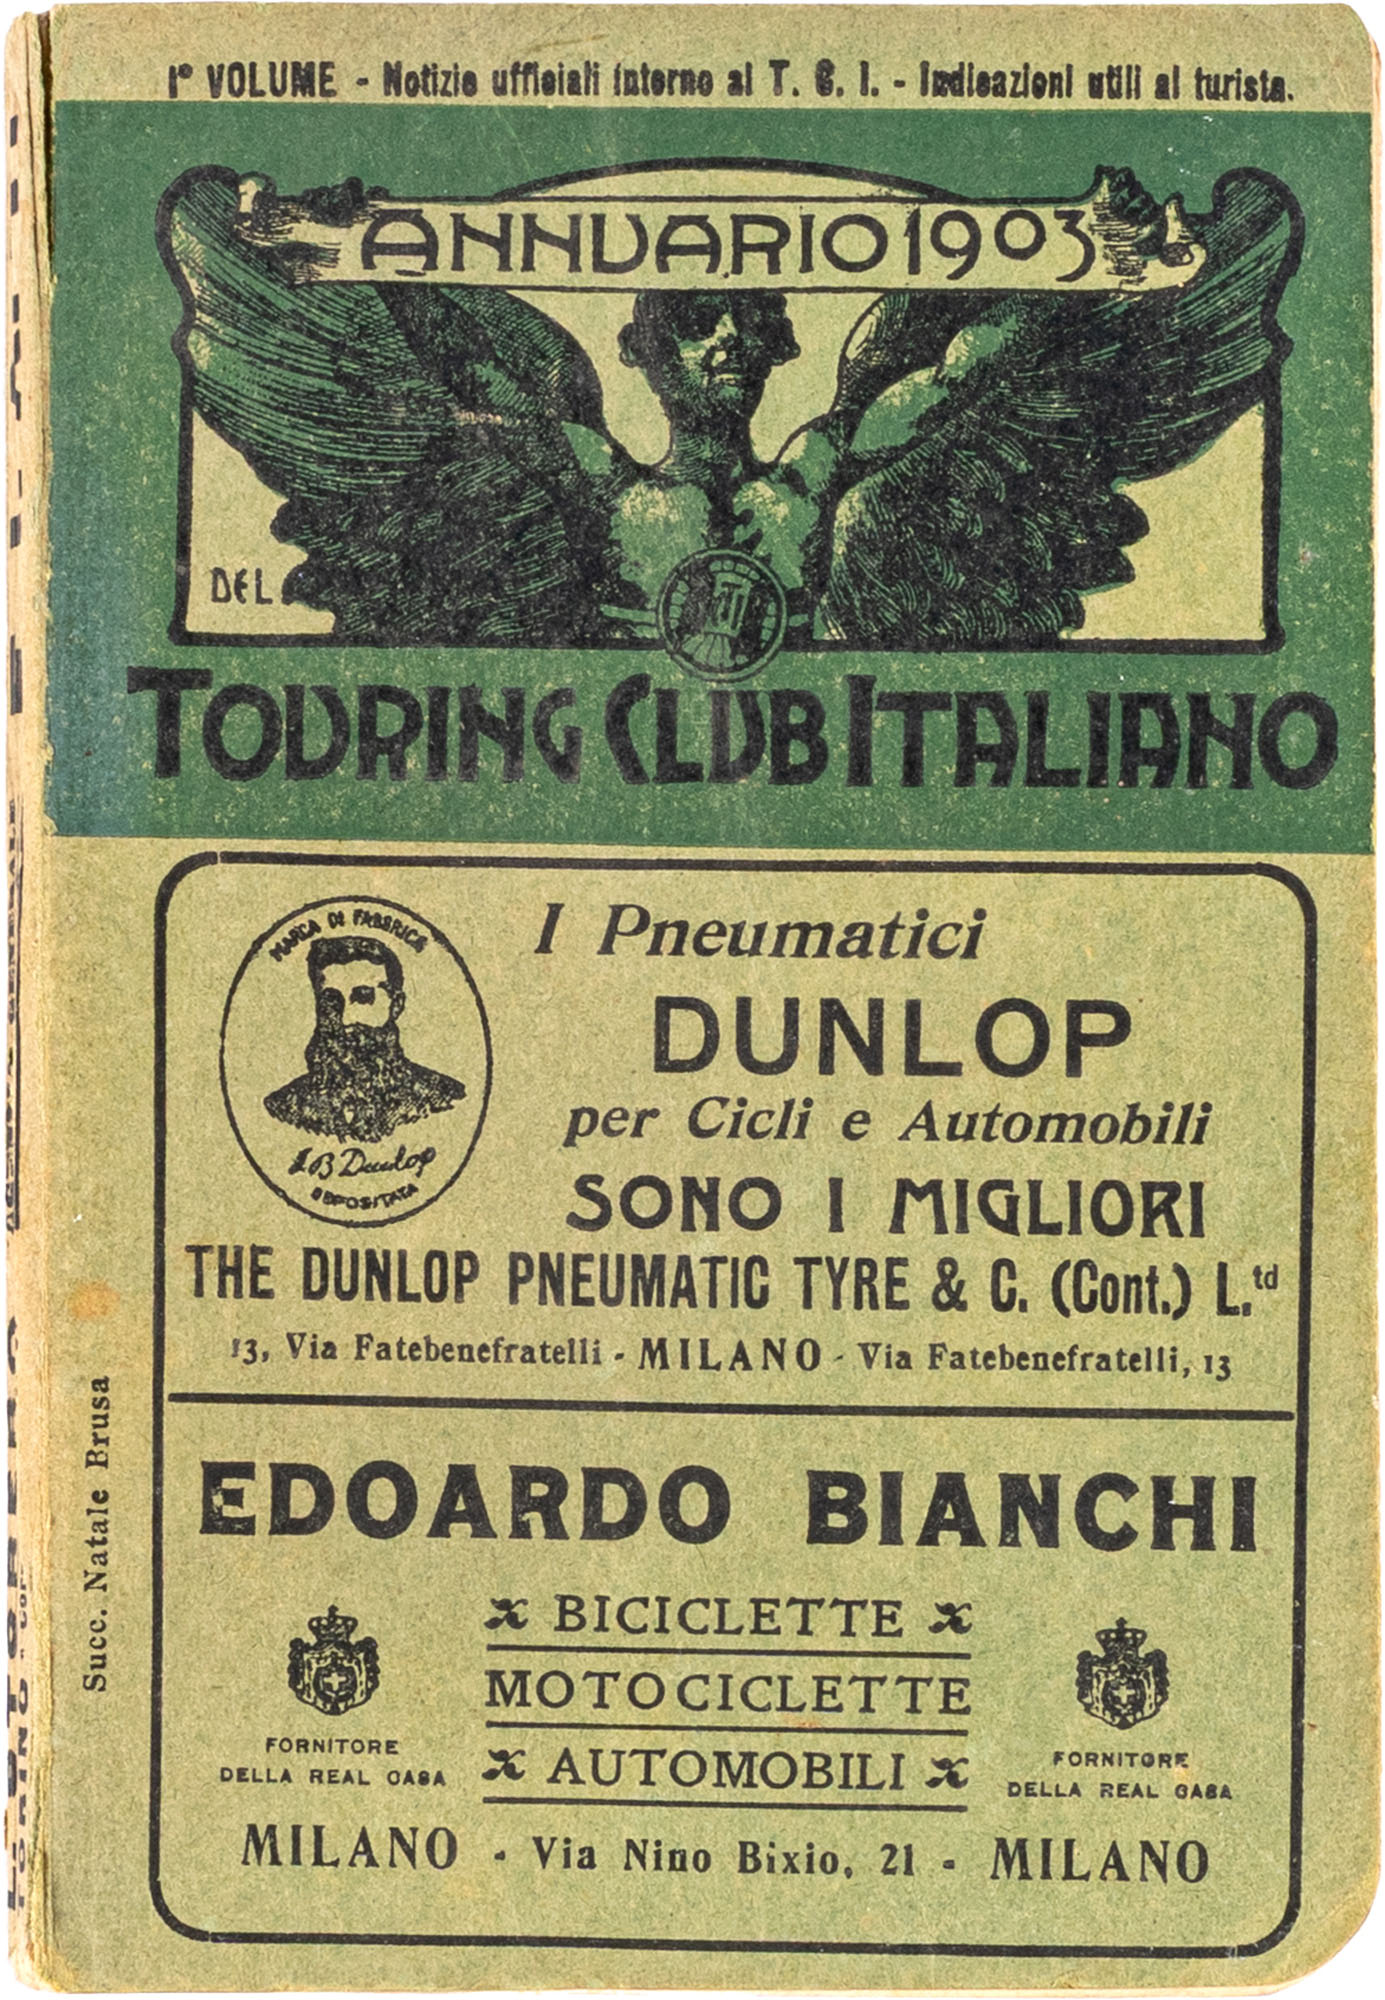 1° VOLUME - Notizie ufficiali interno al T. C. I. - Indicazioni utili al turista.
ANNUARIO 1903
DEL
TOURING CLUB ITALIANO
MARCA DI FABBRICA
J B Dunlop
DEPOSITATA
I Pneumatici
DUNLOP
per Cicli e Automobili
SONO I MIGLIORI
THE DUNLOP PNEUMATIC TYRE & C. (Cont.) L.td
13, Via Fatebenefratelli - MILANO - Via Fatebenefratelli, 13
EDOARDO BIANCHI
BICICLETTE
MOTOCICLETTE
AUTOMOBILI
FORNITORE
DELLA REAL CASA
FORNITORE
DELLA REAL CASA
MILANO - Via Nino Bixio, 21 - MILANO
Succ. Natale Brusa